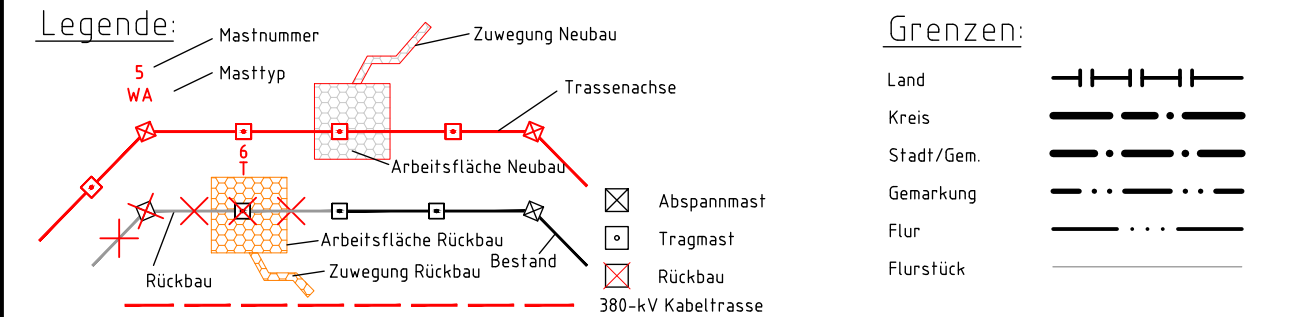 Legende:
Mastnummer
5
Masttyp
WA
Zuwegung Neubau
Trassenachse
6
T
Arbeitsfläche Neubau
Arbeitsfläche Rückbau
Bestand
Rückbau
Zuwegung Rückbau
Abspannmast
Tragmast
Rückbau
380-kV Kabeltrasse
Grenzen:
Land
Kreis
Stadt/Gem.
Gemarkung
Flur
Flurstück